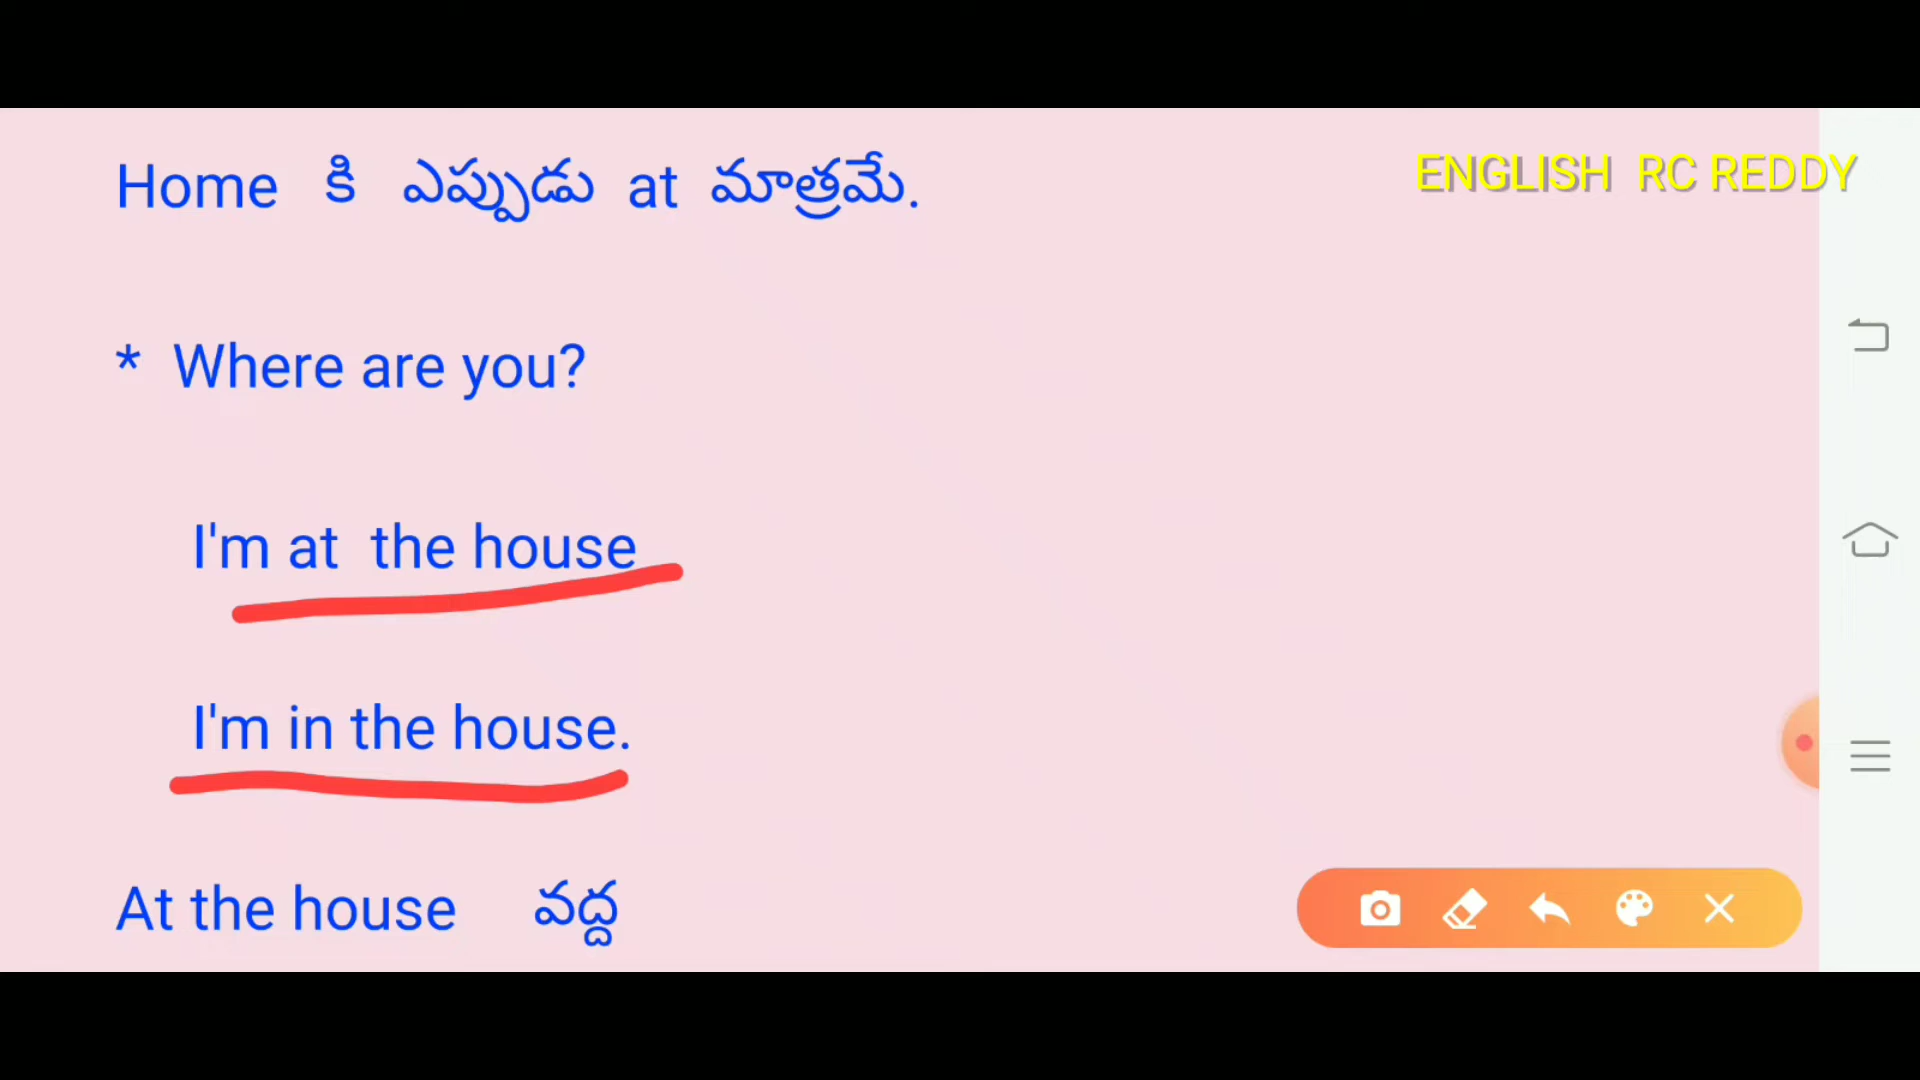 Home కి ఎప్పుడు at మాత్రమే.
ENGLISH RC REDDY
* Where are you?
I'm at the house
I'm in the house.
At the house వద్ద